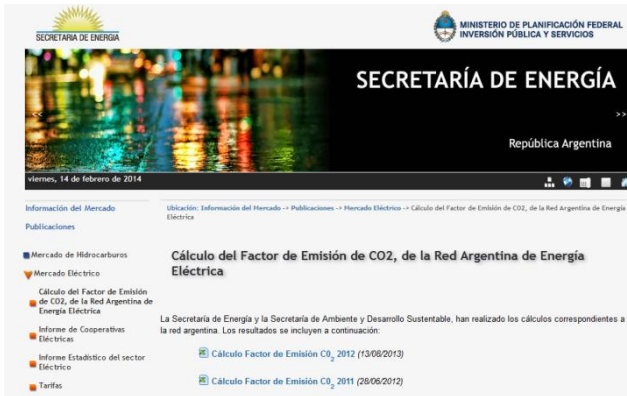 SECRETARIA DE ENERGIA
MINISTERIO DE PLANIFICACIÓN FEDERAL
INVERSIÓN PÚBLICA Y SERVICIOS
SECRETARÍA DE ENERGÍA
<<
>>
República Argentina
viernes, 14 de febrero de 2014
Información del Mercado
Publicaciones
Mercado de Hidrocarburos
Mercado Eléctrico
Cálculo del Factor de Emisión
de CO2, de la Red Argentina de
Energía Eléctrica
Informe de Cooperativas
Eléctricas
Informe Estadístico del sector
Eléctrico
Tarifas
Ubicación: Información del Mercado -> Publicaciones -> Mercado Eléctrico -> Cálculo del Factor de Emisión de CO2, de la Red Argentina de Energía
Eléctrica
Cálculo del Factor de Emisión de CO2, de la Red Argentina de Energía
Eléctrica
La Secretaría de Energía y la Secretaría de Ambiente y Desarrollo Sustentable, han realizado los cálculos correspondientes a
la red argentina. Los resultados se incluyen a continuación:
Cálculo Factor de Emisión C0₂ 2012 (13/08/2013)
Cálculo Factor de Emisión C0₂ 2011 (28/06/2012)